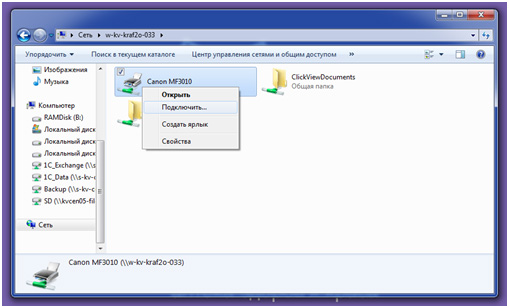 Сеть ▸ w-kv-kraf2o-033 ▸
Упорядочить ▾ Поиск в текущем каталоге Центр управления сетями и общим доступом »
Изображения
Музыка
Компьютер
RAMDisk (B:)
Локальный диск
Локальный диск
Локальный диск
1C_Exchange (\\s-kv-
1C_Data (\\s-kv-c
Backup (\\s-kv-c
SD (\\kvcen05-fil
Сеть
Canon MF3010
ClickViewDocuments
Общая папка
Открыть
Подключить...
Создать ярлык
Свойства
Canon MF3010 (\\w-kv-kraf2o-033)